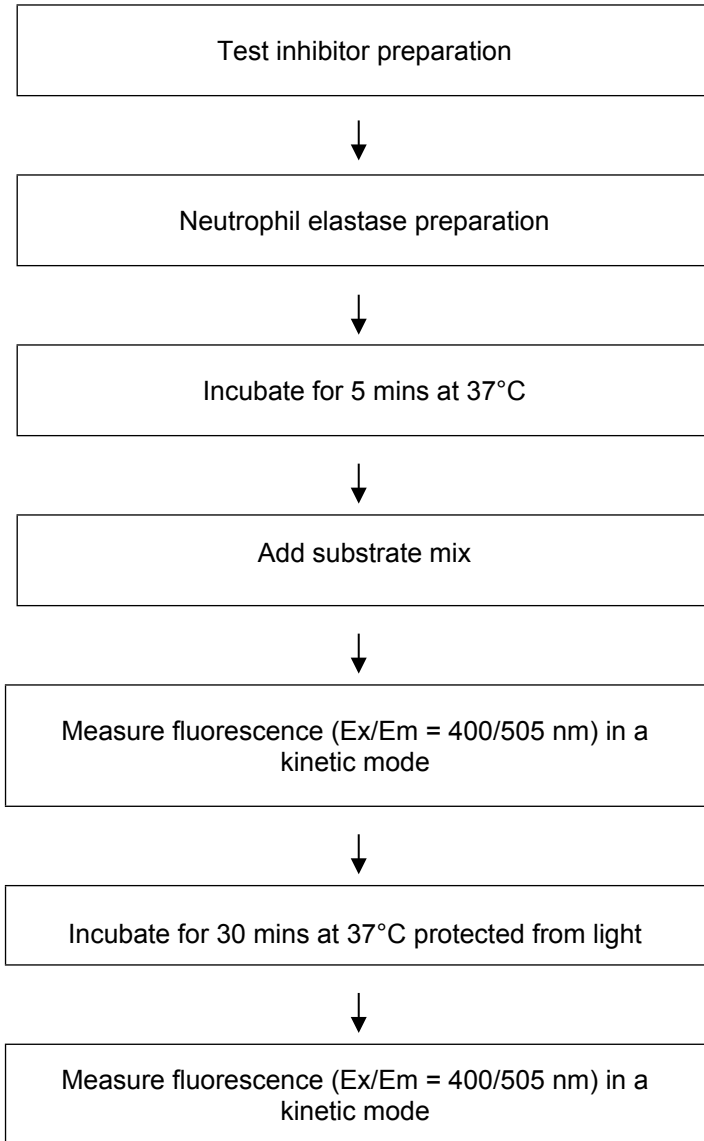 Test inhibitor preparation
Neutrophil elastase preparation
Incubate for 5 mins at 37°C
Add substrate mix
Measure fluorescence (Ex/Em = 400/505 nm) in a
kinetic mode
Incubate for 30 mins at 37°C protected from light
Measure fluorescence (Ex/Em = 400/505 nm) in a
kinetic mode